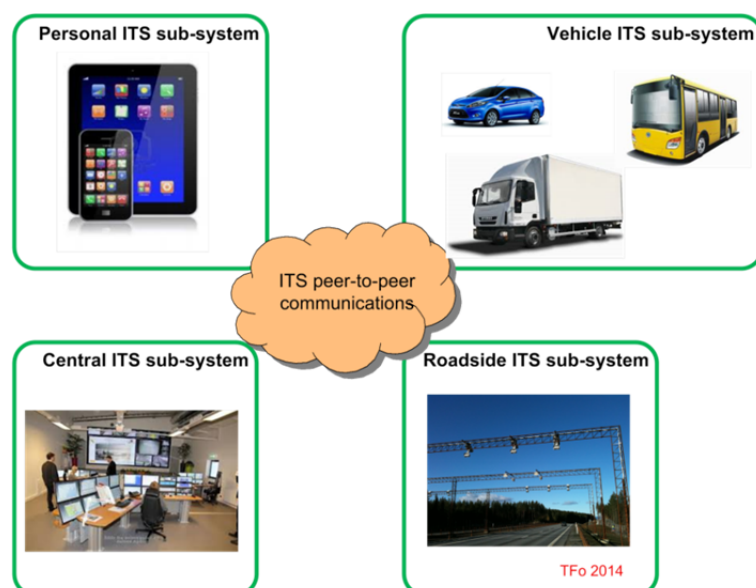 Personal ITS sub-system
Vehicle ITS sub-system
ITS peer-to-peer
communications
Central ITS sub-system
Roadside ITS sub-system
TFo 2014